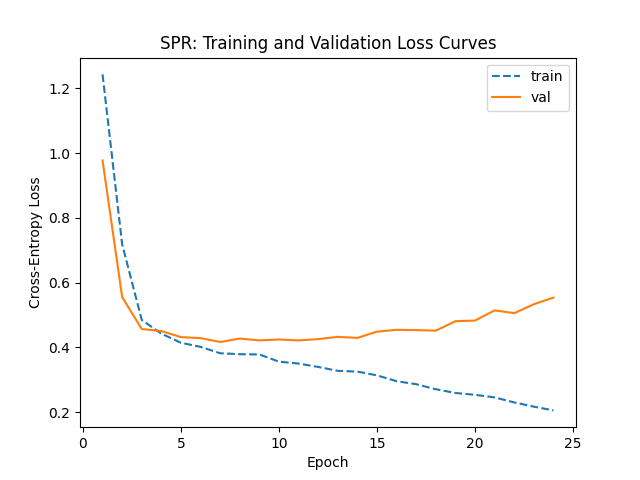 SPR: Training and Validation Loss Curves
train
val
Cross-Entropy Loss
1.2
1.0
0.8
0.6
0.4
0.2
0 5 10 15 20 25
Epoch